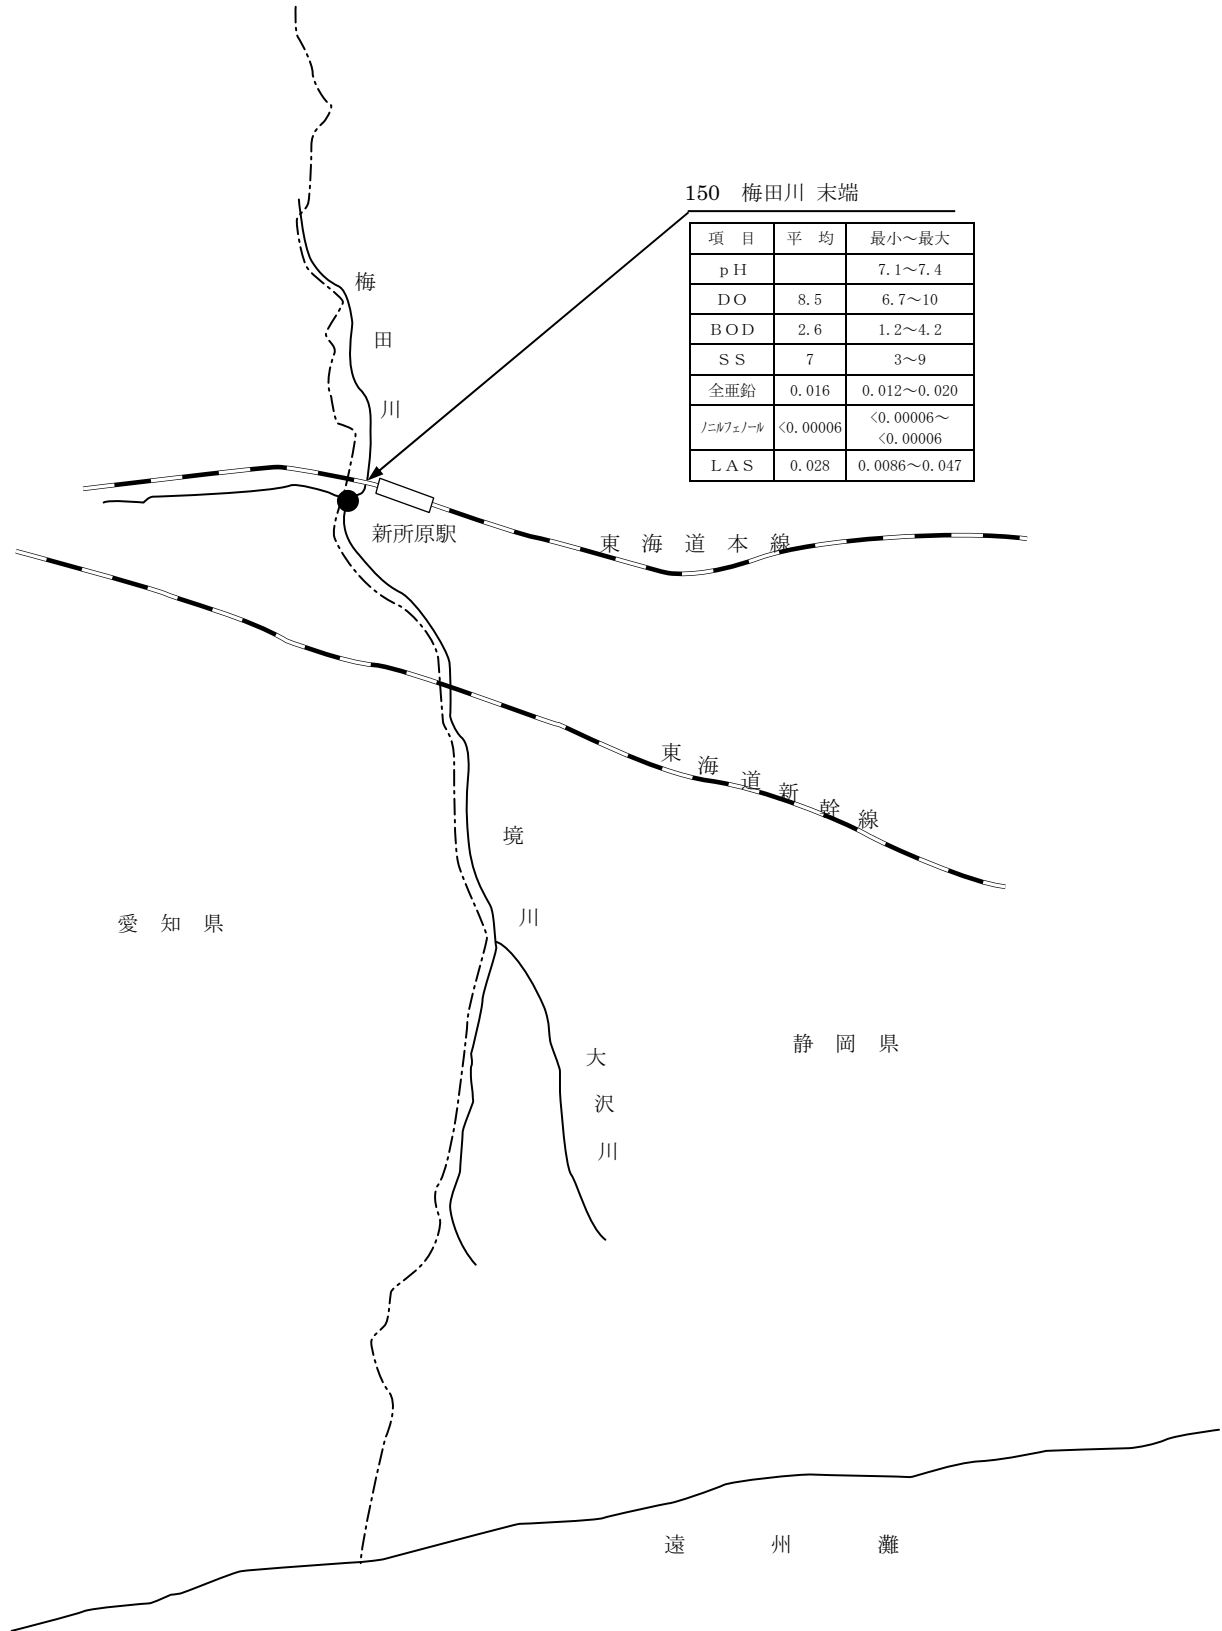 150 梅田川 末端
項 目 平 均 最小～最大
pH 7.1～7.4
DO 8.5 6.7～10
BOD 2.6 1.2～4.2
SS 7 3～9
全亜鉛 0.016 0.012～0.020
ﾉﾆﾙﾌｪﾉｰﾙ <0.00006 <0.00006～
<0.00006
LAS 0.028 0.0086～0.047
梅田川
新所原駅
東海道本線
東海道新幹線
境川
愛知県
静岡県
大沢川
遠州灘